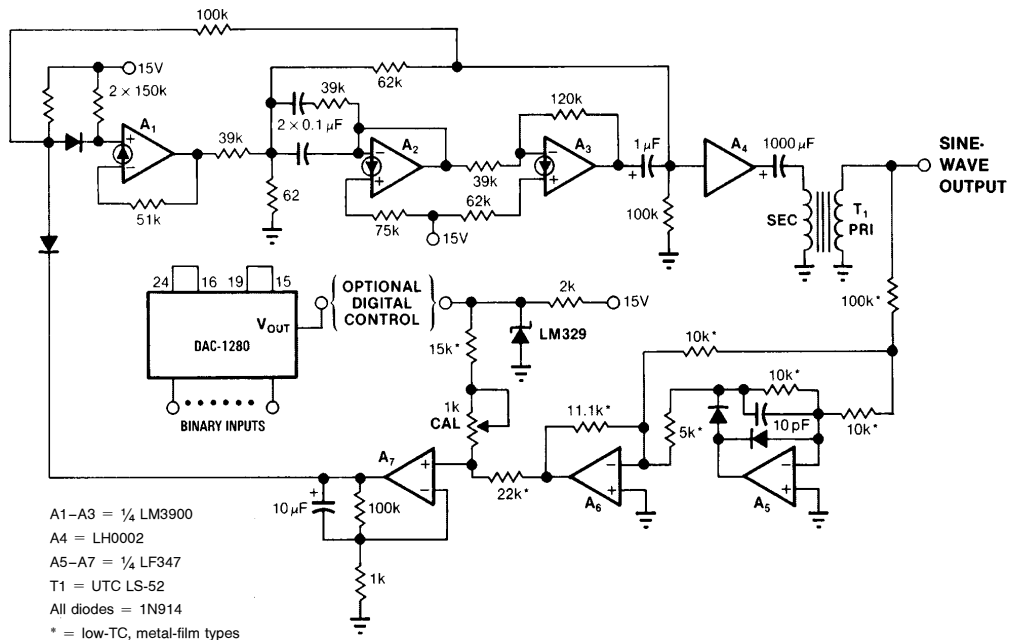 100k
15V
2 × 150k
A1
+
−
51k
39k
62
62k
39k
2 × 0.1 μF
A2
−
+
75k
15V
62k
39k
120k
A3
−
+
1 μF
+
100k
A4
1000 μF
+
SEC
T1
PRI
SINE-
WAVE
OUTPUT
24
16
19
15
VOUT
DAC-1280
BINARY INPUTS
OPTIONAL
DIGITAL
CONTROL
2k
15V
LM329
15k*
1k
CAL
100k*
10k*
10k*
10 pF
10k*
5k*
11.1k*
22k*
A5
−
+
A6
−
+
A7
+
−
+
10 μF
100k
1k
A1–A3 = ¼ LM3900
A4 = LH0002
A5–A7 = ¼ LF347
T1 = UTC LS-52
All diodes = 1N914
* = low-TC, metal-film types